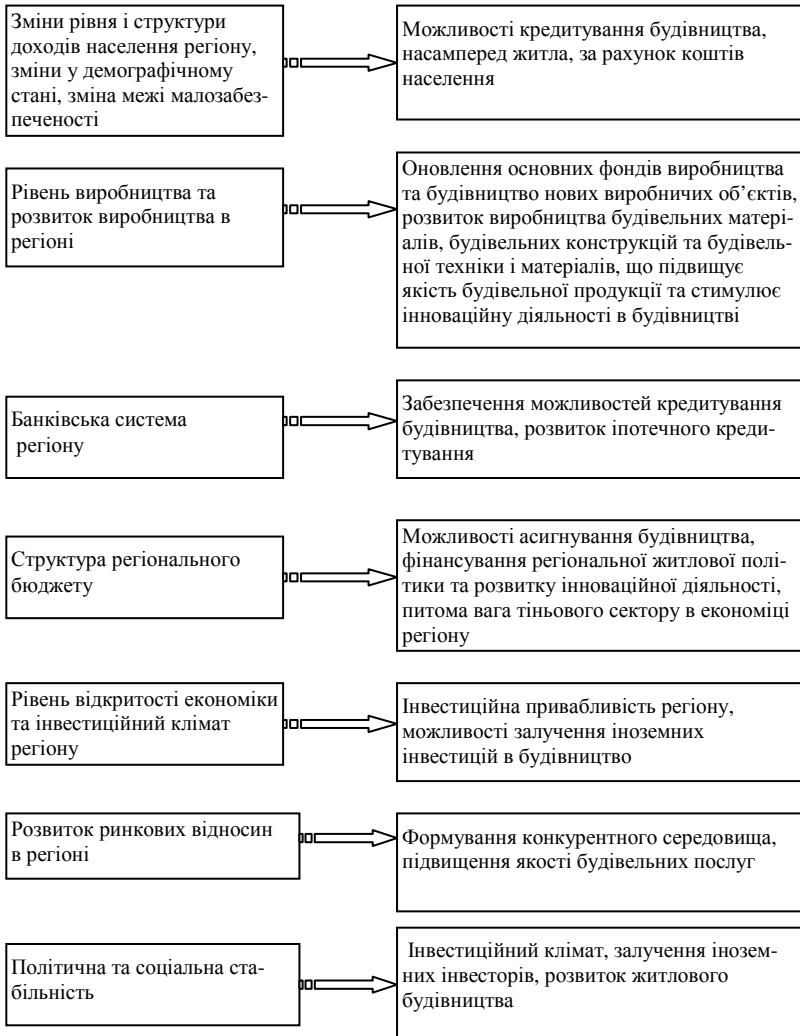 Зміни рівня і структури
доходів населення регіону,
зміни у демографічному
стані, зміна межі малозабез-
печеності
Можливості кредитування будівництва,
насамперед житла, за рахунок коштів
населення
Рівень виробництва та
розвиток виробництва в
регіоні
Оновлення основних фондів виробництва
та будівництво нових виробничих об’єктів,
розвиток виробництва будівельних матері-
алів, будівельних конструкцій та будівель-
ної техніки і матеріалів, що підвищує
якість будівельної продукції та стимулює
інноваційну діяльності в будівництві
Банківська система
регіону
Забезпечення можливостей кредитування
будівництва, розвиток іпотечного креди-
тування
Структура регіонального
бюджету
Можливості асигнування будівництва,
фінансування регіональної житлової полі-
тики та розвитку інноваційної діяльності,
питома вага тіньового сектору в економіці
регіону
Рівень відкритості економіки
та інвестиційний клімат
регіону
Інвестиційна привабливість регіону,
можливості залучення іноземних
інвестицій в будівництво
Розвиток ринкових відносин
в регіоні
Формування конкурентного середовища,
підвищення якості будівельних послуг
Політична та соціальна ста-
більність
Інвестиційний клімат, залучення інозем-
них інвесторів, розвиток житлового
будівництва